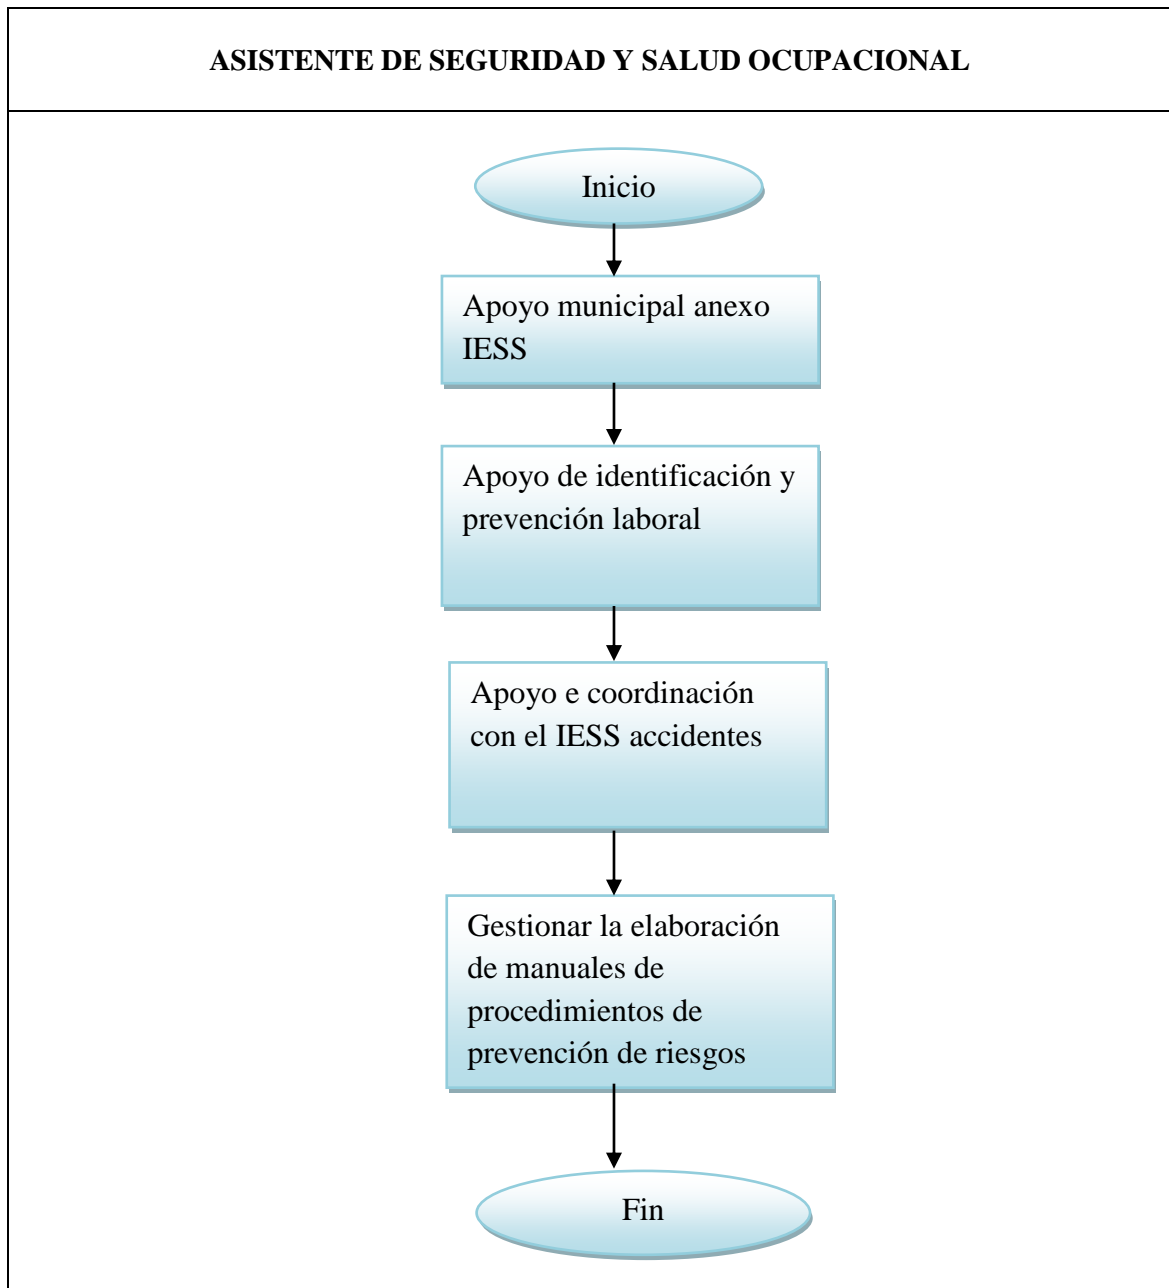 ASISTENTE DE SEGURIDAD Y SALUD OCUPACIONAL
Inicio
Apoyo municipal anexo
IESS
Apoyo de identificación y
prevención laboral
Apoyo e coordinación
con el IESS accidentes
Gestionar la elaboración
de manuales de
procedimientos de
prevención de riesgos
Fin